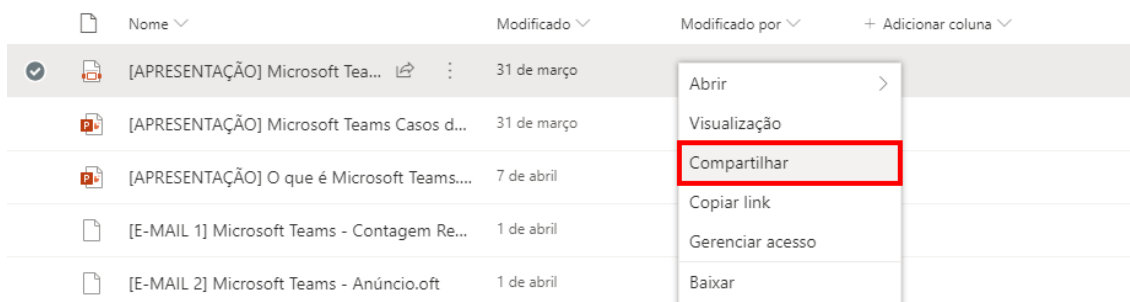 Nome Modificado Modificado por + Adicionar coluna
[APRESENTAÇÃO] Microsoft Tea... 31 de março
Abrir
[APRESENTAÇÃO] Microsoft Teams Casos d... 31 de março
Visualização
Compartilhar
[APRESENTAÇÃO] O que é Microsoft Teams.... 7 de abril
Copiar link
[E-MAIL 1] Microsoft Teams - Contagem Re... 1 de abril
Gerenciar acesso
[E-MAIL 2] Microsoft Teams - Anúncio.oft 1 de abril
Baixar